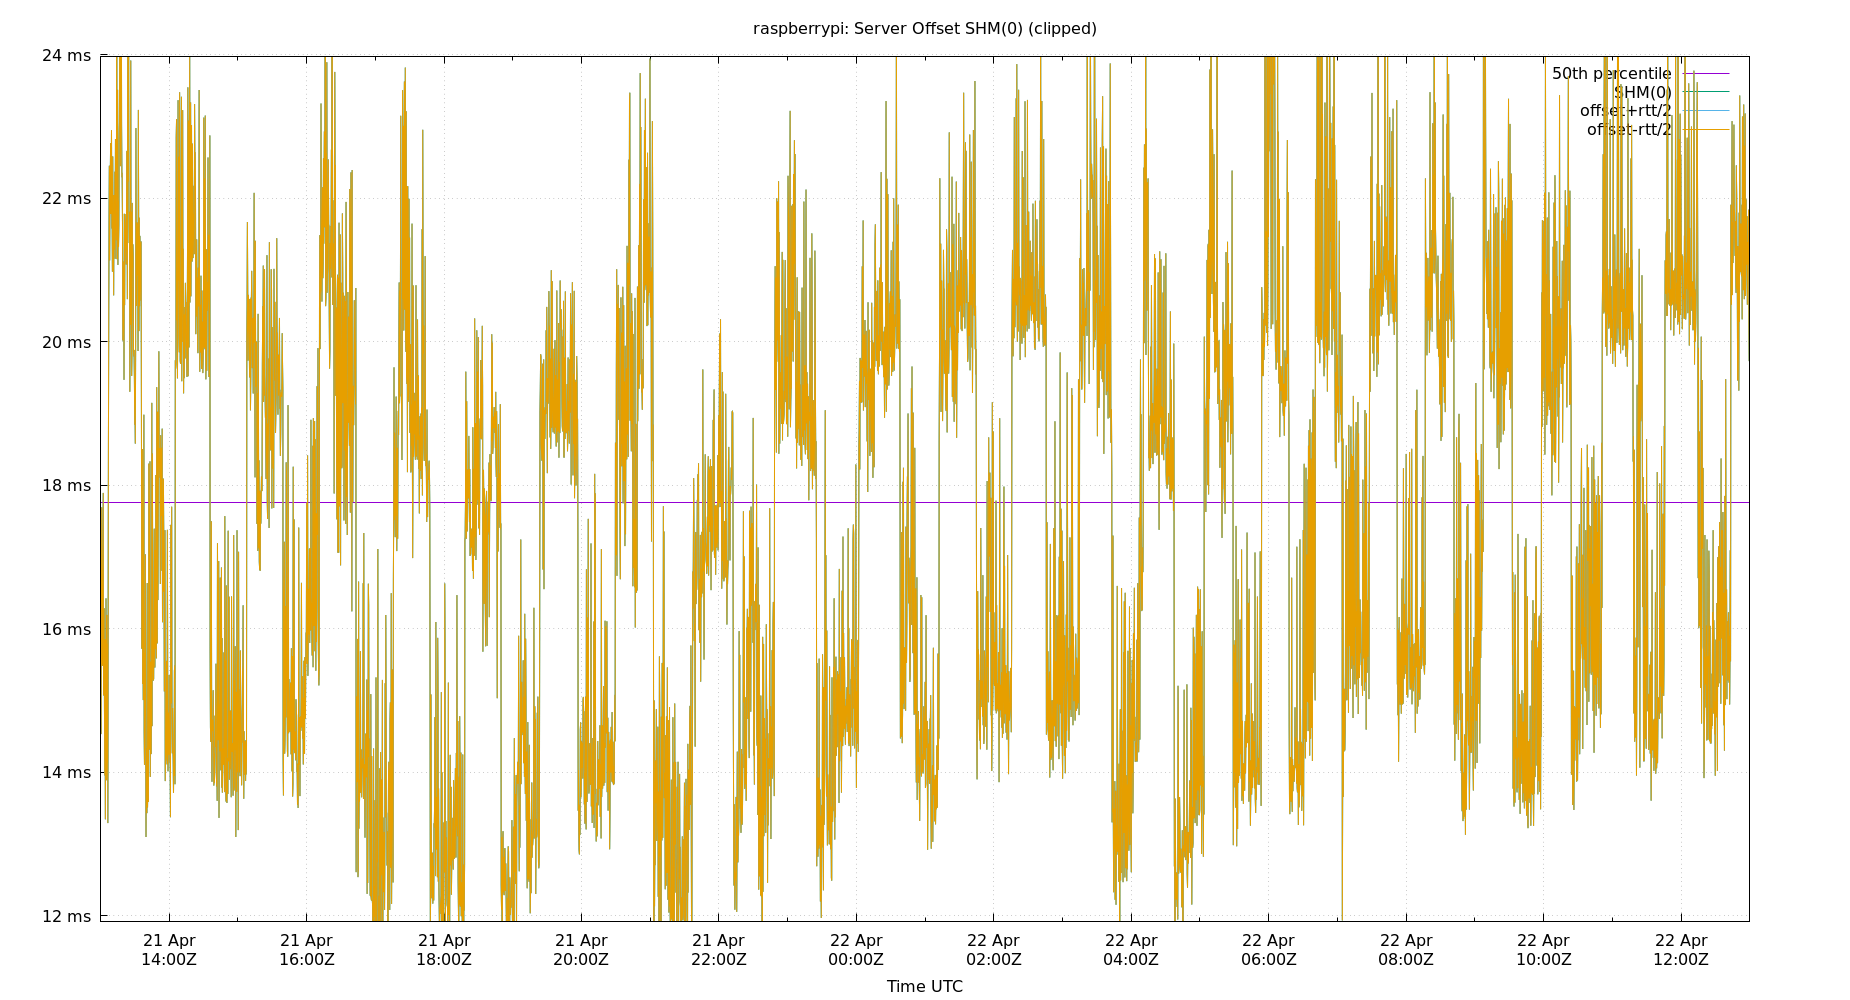 raspberrypi: Server Offset SHM(0) (clipped)
24 ms
22 ms
20 ms
18 ms
16 ms
14 ms
12 ms
50th percentile
SHM(0)
offset+rtt/2
offset-rtt/2
21 Apr 21 Apr 21 Apr 21 Apr 21 Apr 22 Apr 22 Apr 22 Apr 22 Apr 22 Apr 22 Apr 22 Apr
14:00Z 16:00Z 18:00Z 20:00Z 22:00Z 00:00Z 02:00Z 04:00Z 06:00Z 08:00Z 10:00Z 12:00Z
Time UTC